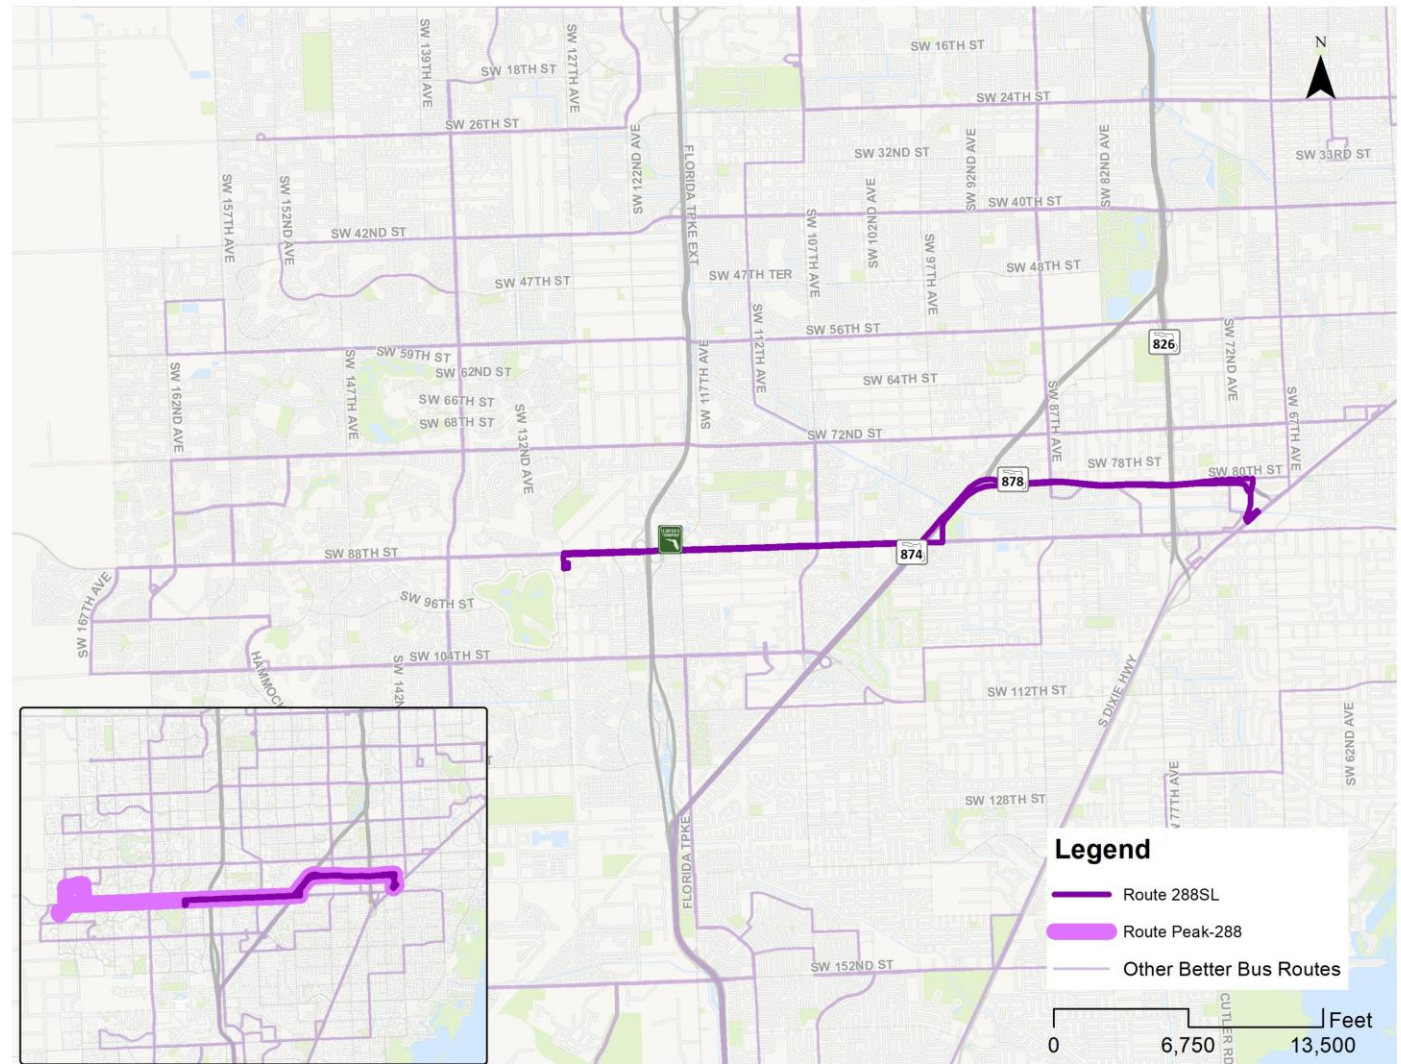 N
SW 139TH AVE
SW 127TH AVE
SW 16TH ST
SW 18TH ST
SW 24TH ST
SW 26TH ST
SW 122ND AVE
FLORIDA TPKE EXT
SW 32ND ST
SW 92ND AVE
SW 82ND AVE
SW 33RD ST
SW 157TH AVE
SW 152ND AVE
SW 102ND AVE
SW 40TH ST
SW 42ND ST
SW 107TH AVE
SW 97TH AVE
SW 47TH ST
SW 47TH TER
SW 48TH ST
SW 112TH AVE
SW 56TH ST
826
SW 72ND AVE
SW 59TH ST
SW 62ND ST
SW 64TH ST
SW 162ND AVE
SW 147TH AVE
SW 117TH AVE
SW 66TH ST
SW 68TH ST
SW 132ND AVE
SW 87TH AVE
SW 67TH AVE
SW 72ND ST
SW 78TH ST
SW 80TH ST
878
SW 88TH ST
874
SW 167TH AVE
SW 96TH ST
SW 104TH ST
HAMMOC
SW 142N
SW 112TH ST
S DIXIE HWY
SW 62ND AVE
SW 128TH ST
77TH AVE
FLORIDA TPKE
SW 152ND ST
CUTLER RD
Legend
Route 288SL
Route Peak-288
Other Better Bus Routes
Feet
0 6,750 13,500